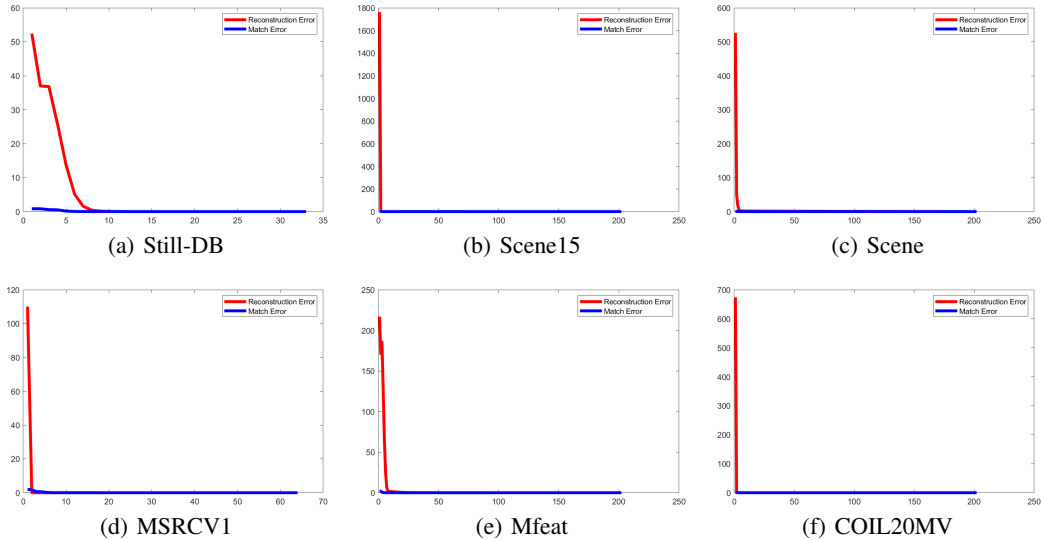 60
50
40
30
20
10
0
0 5 10 15 20 25 30 35
Reconstruction Error
Match Error
(a) Still-DB
1800
1600
1400
1200
1000
800
600
400
200
0
0 50 100 150 200 250
Reconstruction Error
Match Error
(b) Scene15
600
500
400
300
200
100
0
0 50 100 150 200 250
Reconstruction Error
Match Error
(c) Scene
120
100
80
60
40
20
0
0 10 20 30 40 50 60 70
Reconstruction Error
Match Error
(d) MSRCV1
250
200
150
100
50
0
0 50 100 150 200 250
Reconstruction Error
Match Error
(e) Mfeat
700
600
500
400
300
200
100
0
0 50 100 150 200 250
Reconstruction Error
Match Error
(f) COIL20MV